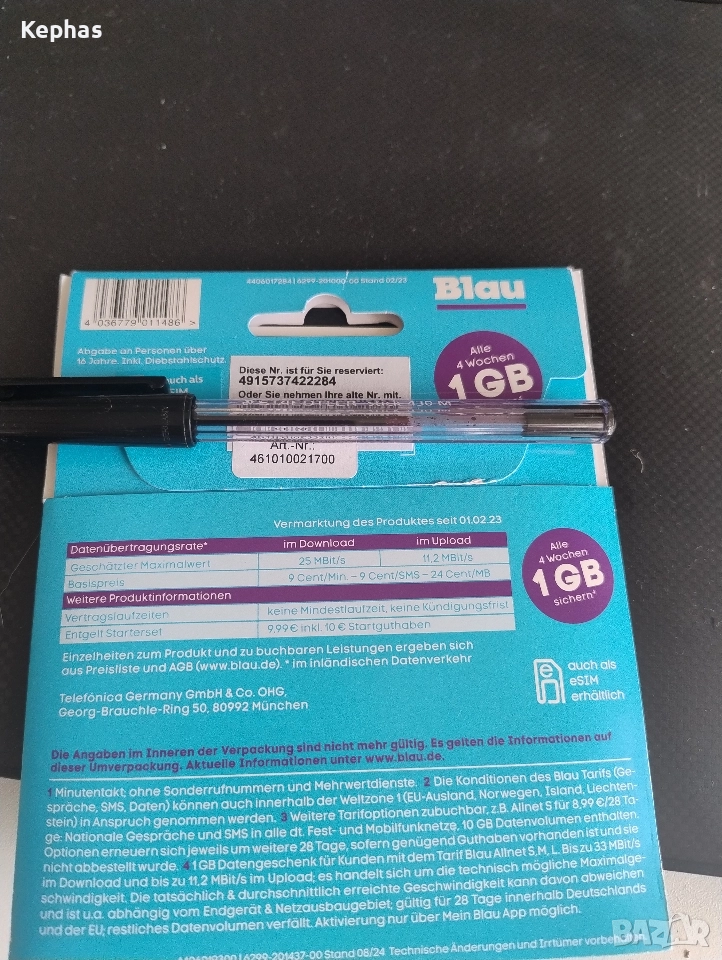 Kephas
4406017284 | 6299-201000-00 Stand 02/23
Blau
4 036779 011486 >
Abgabe an Personen über
16 Jahre. Inkl. Diebstahlschutz.
auch als
Diese Nr. ist für Sie reserviert:
4915737422284
Oder Sie nehmen Ihre alte Nr. mit.
Alle
4 Wochen
1 GB
Art.-Nr.:
461010021700
Vermarktung des Produktes seit 01.02.23
Datenübertragungsrate* im Download im Upload
Geschätzter Maximalwert 25 MBit/s 11,2 MBit/s
Basispreis 9 Cent/Min. – 9 Cent/SMS – 24 Cent/MB
Weitere Produktinformationen
Vertragslaufzeiten keine Mindestlaufzeit, keine Kündigungsfrist
Entgelt Starterset 9,99 € inkl. 10 € Startguthaben
Alle
4 Wochen
1 GB
sichern⁴
Einzelheiten zum Produkt und zu buchbaren Leistungen ergeben sich
aus Preisliste und AGB (www.blau.de). * im inländischen Datenverkehr
auch als
eSIM
erhältlich
Telefónica Germany GmbH & Co. OHG,
Georg-Brauchle-Ring 50, 80992 München
Die Angaben im Inneren der Verpackung sind nicht mehr gültig. Es gelten die Informationen auf
dieser Umverpackung. Aktuelle Informationen unter www.blau.de.
1 Minutentakt; ohne Sonderrufnummern und Mehrwertdienste. 2 Die Konditionen des Blau Tarifs (Ge-
spräche, SMS, Daten) können auch innerhalb der Weltzone 1 (EU-Ausland, Norwegen, Island, Liechten-
stein) in Anspruch genommen werden. 3 Weitere Tarifoptionen zubuchbar, z.B. Allnet S für 8,99 €/28 Ta-
ge: Nationale Gespräche und SMS in alle dt. Fest- und Mobilfunknetze, 10 GB Datenvolumen enthalten.
Optionen erneuern sich jeweils um weitere 28 Tage, sofern genügend Guthaben vorhanden ist und sie
nicht abbestellt wurde. 4 1 GB Datengeschenk für Kunden mit dem Tarif Blau Allnet S, M, L. Bis zu 33 MBit/s
im Download und bis zu 11,2 MBit/s im Upload; es handelt sich um die technisch mögliche Maximalge-
schwindigkeit. Die tatsächlich & durchschnittlich erreichte Geschwindigkeit kann davon abweichen
und ist u.a. abhängig vom Endgerät & Netzausbaugebiet; gültig für 28 Tage innerhalb Deutschlands
und der EU; restliches Datenvolumen verfällt. Aktivierung nur über Mein Blau App möglich.
6299-201437-00 Stand 08/24 Technische Änderungen und Irrtümer vorbehalten
BAZAR